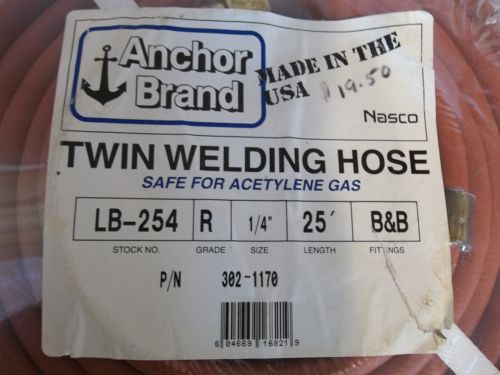 Anchor
Brand
MADE IN THE
USA
$19.50
Nasco
TWIN WELDING HOSE
SAFE FOR ACETYLENE GAS
LB-254 R 1/4" 25' B&B
STOCK NO. GRADE SIZE LENGTH FITTINGS
P/N 302-1170
6 04669 16821 9